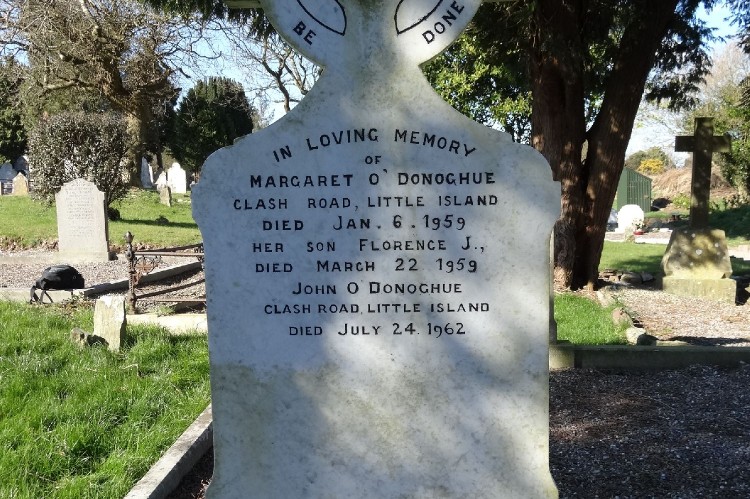 BE DONE
IN LOVING MEMORY
OF
MARGARET O'DONOGHUE
CLASH ROAD, LITTLE ISLAND
DIED JAN. 6. 1959
HER SON FLORENCE J.,
DIED MARCH 22 1959
JOHN O'DONOGHUE
CLASH ROAD, LITTLE ISLAND
DIED JULY 24. 1962